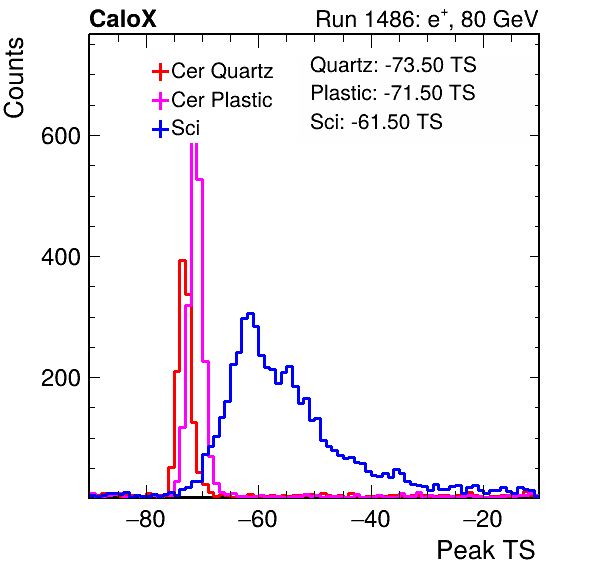 CaloX Run 1486: e⁺, 80 GeV
Counts
Cer Quartz
Cer Plastic
Sci
Quartz: -73.50 TS
Plastic: -71.50 TS
Sci: -61.50 TS
600
400
200
−80 −60 −40 −20
Peak TS